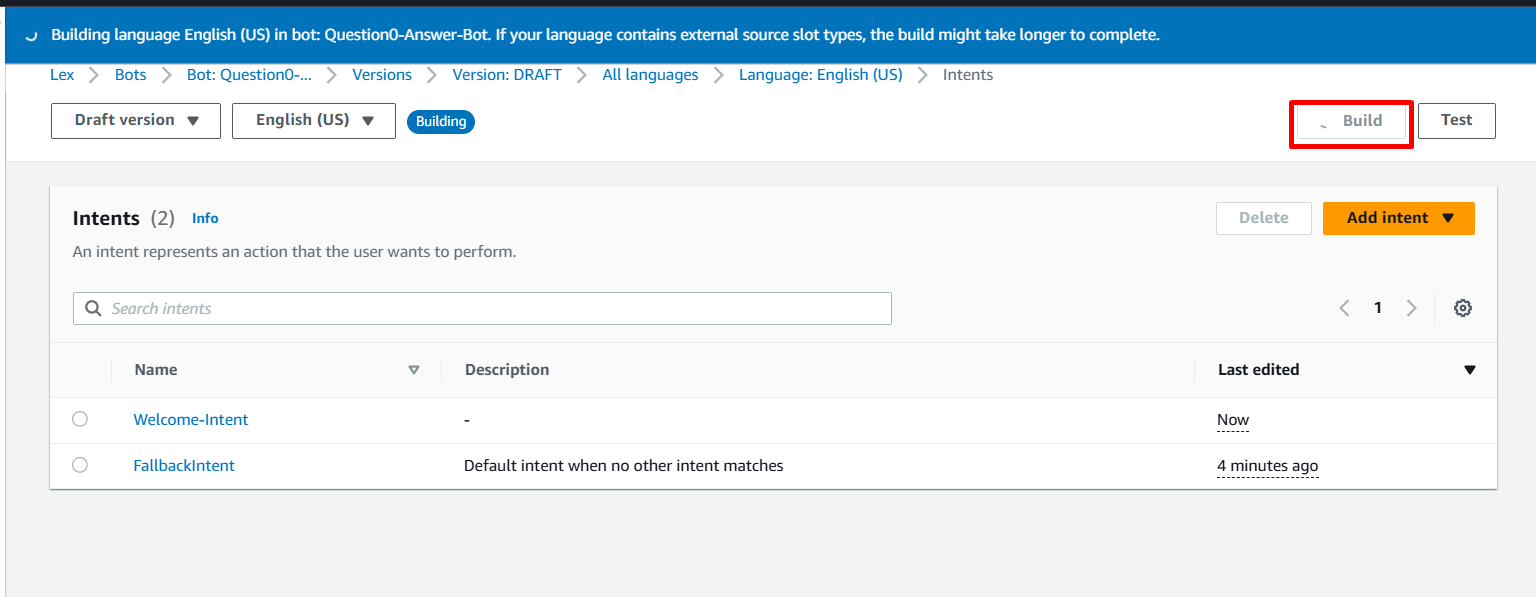 Building language English (US) in bot: Question0-Answer-Bot. If your language contains external source slot types, the build might take longer to complete.
Lex Bots Bot: Question0-... Versions Version: DRAFT All languages Language: English (US) Intents
Draft version English (US) Building Build Test
Intents (2) Info Delete Add intent
An intent represents an action that the user wants to perform.
Search intents 1
Name Description Last edited
Welcome-Intent - Now
FallbackIntent Default intent when no other intent matches 4 minutes ago